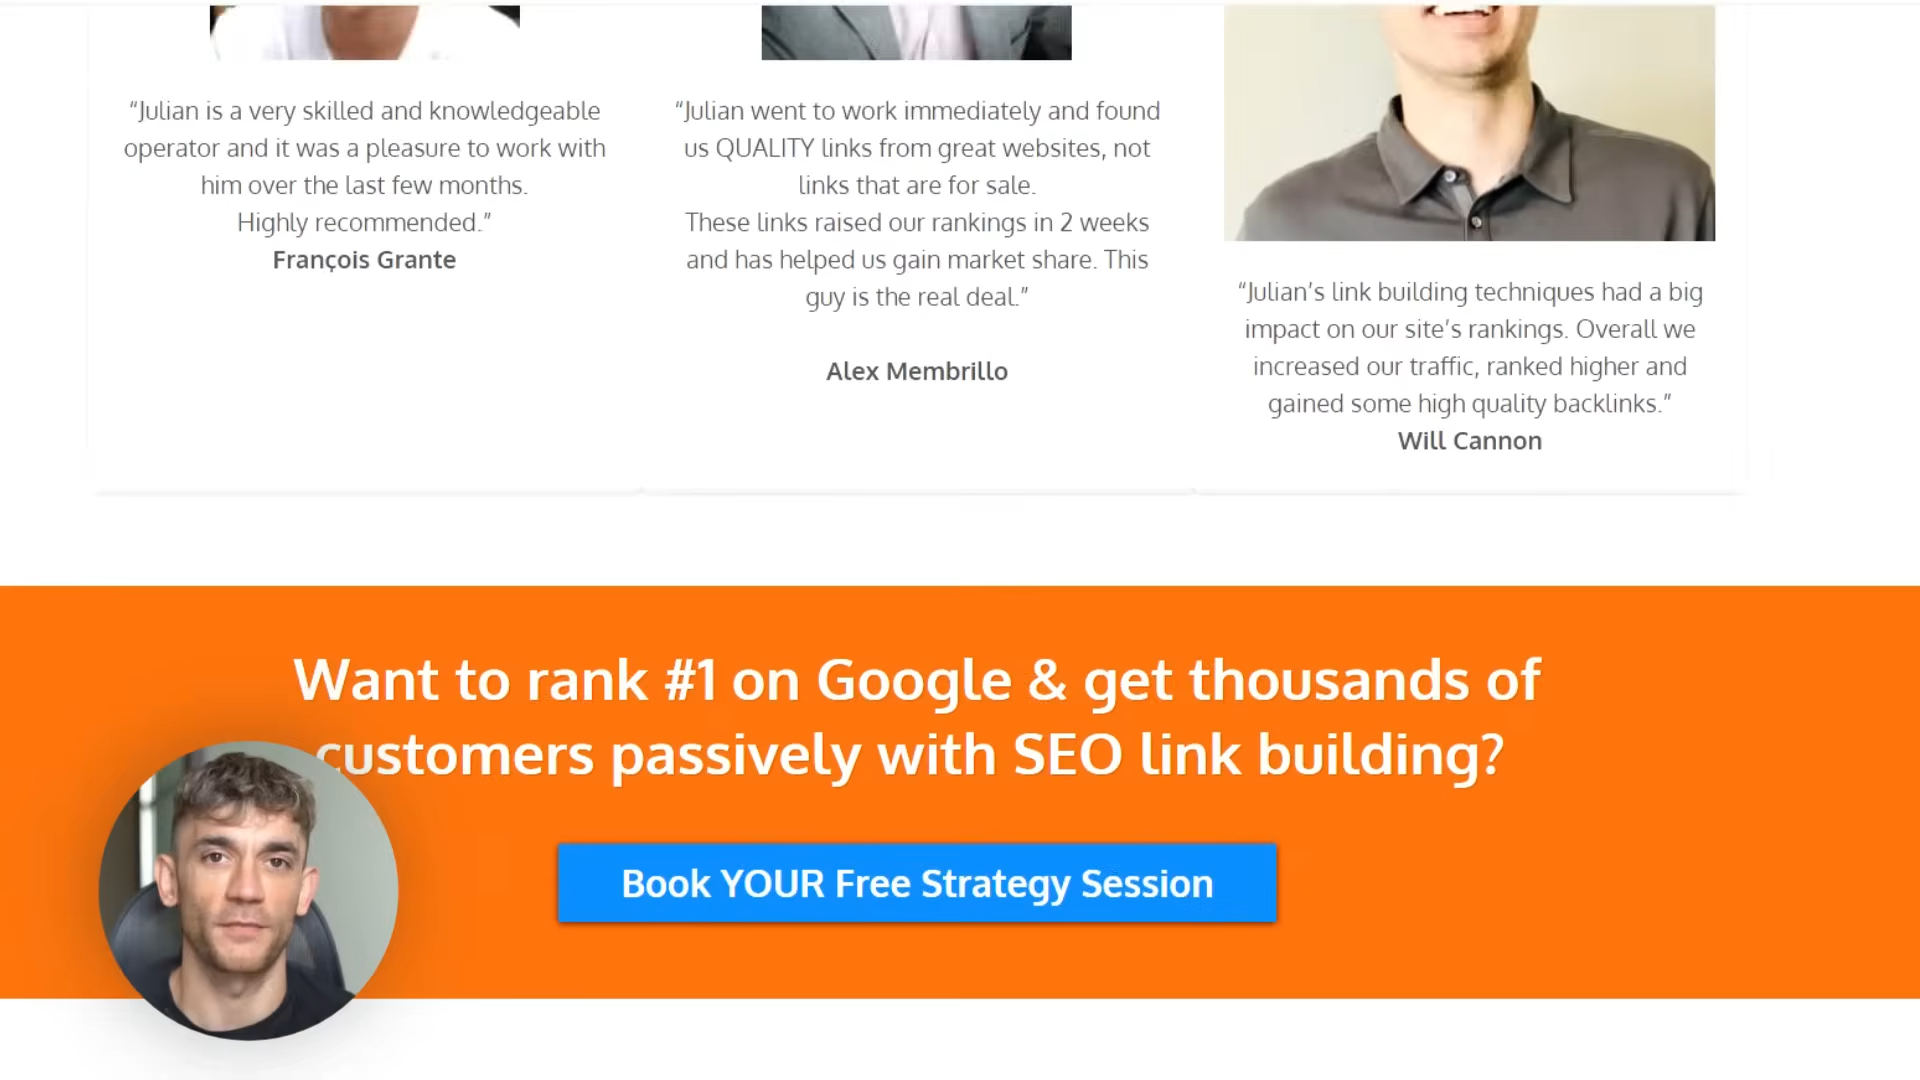 “Julian is a very skilled and knowledgeable
operator and it was a pleasure to work with
him over the last few months.
Highly recommended.”
François Grante
“Julian went to work immediately and found
us QUALITY links from great websites, not
links that are for sale.
These links raised our rankings in 2 weeks
and has helped us gain market share. This
guy is the real deal.”
Alex Membrillo
“Julian’s link building techniques had a big
impact on our site’s rankings. Overall we
increased our traffic, ranked higher and
gained some high quality backlinks.”
Will Cannon
Want to rank #1 on Google & get thousands of
customers passively with SEO link building?
Book YOUR Free Strategy Session